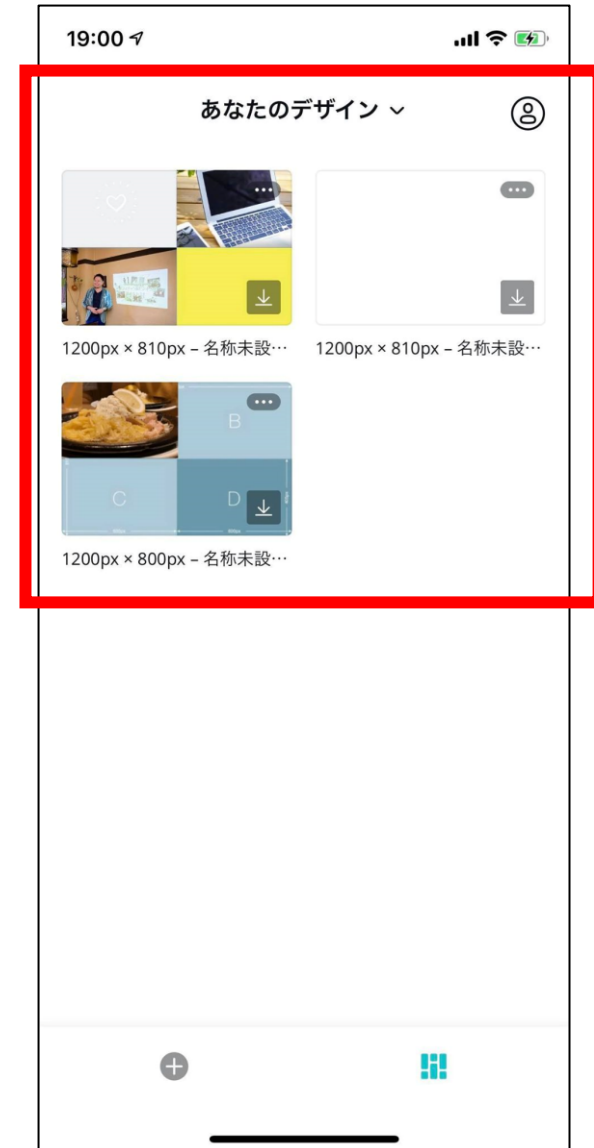 19:00
あなたのデザイン
1200px × 810px – 名称未設…
1200px × 810px – 名称未設…
B
C
D
1200px × 800px – 名称未設…